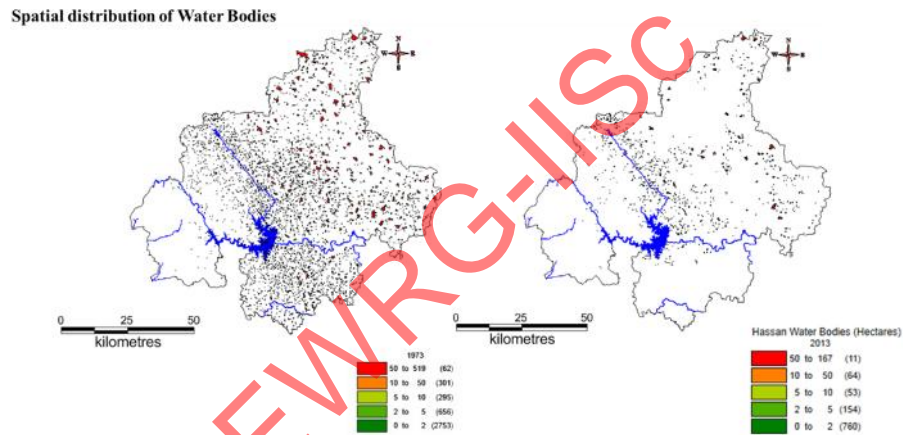 Spatial distribution of Water Bodies
N
W E
S
N
W E
S
EWRG-IISc
0 25 50
kilometres
0 25 50
kilometres
1973
50 to 519 (62)
10 to 50 (301)
5 to 10 (295)
2 to 5 (656)
0 to 2 (2753)
Hassan Water Bodies (Hectares)
2013
50 to 167 (11)
10 to 50 (64)
5 to 10 (53)
2 to 5 (154)
0 to 2 (760)